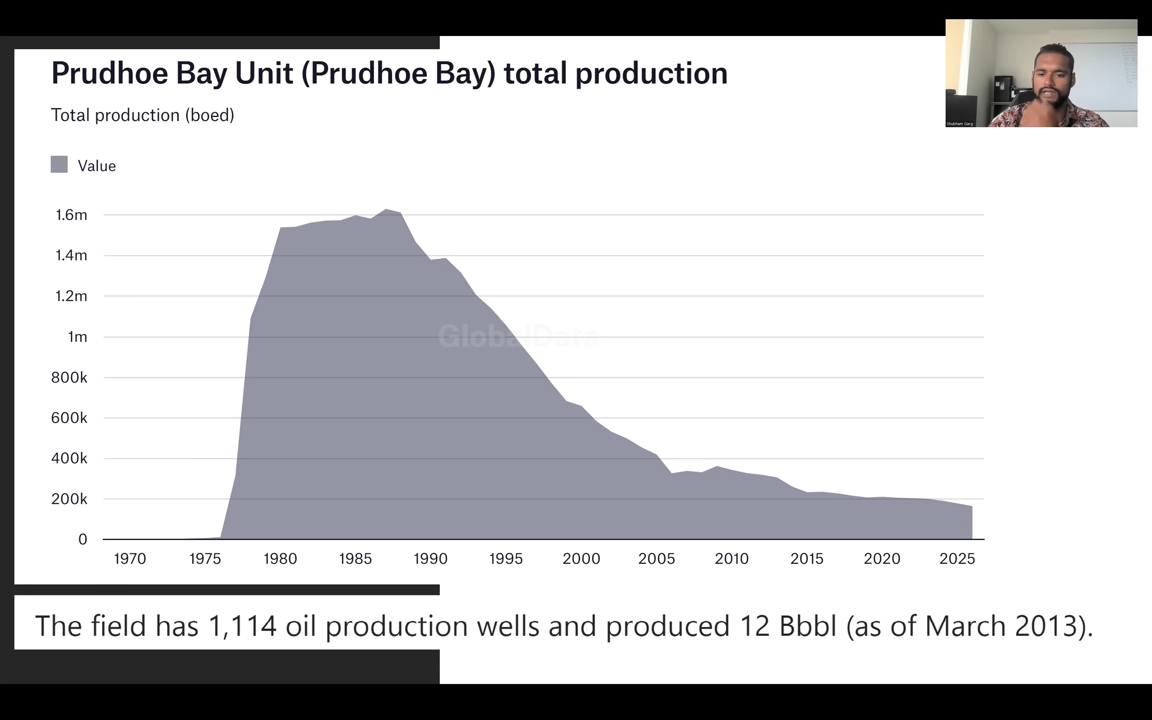 Prudhoe Bay Unit (Prudhoe Bay) total production
Total production (boed)
Value
1.6m
1.4m
1.2m
1m
800k
600k
400k
200k
0
1970 1975 1980 1985 1990 1995 2000 2005 2010 2015 2020 2025
GlobalData
The field has 1,114 oil production wells and produced 12 Bbbl (as of March 2013).
Shubham Garg